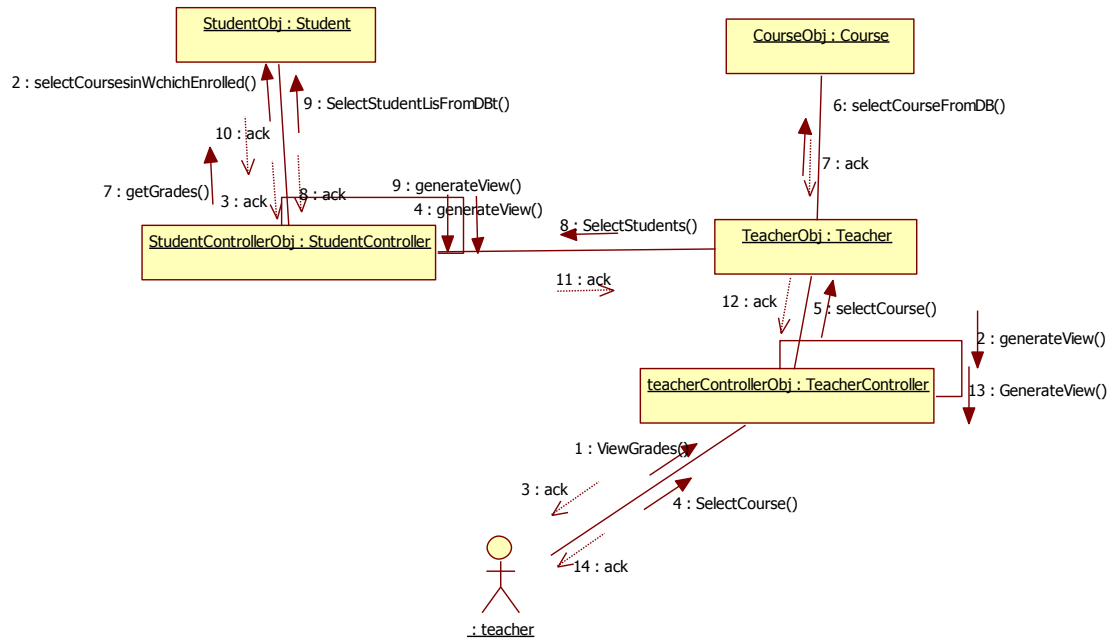 StudentObj : Student
CourseObj : Course
2 : selectCoursesinWchichEnrolled()
9 : SelectStudentLisFromDBt()
6: selectCourseFromDB()
10 : ack
7 : ack
7 : getGrades()
3 : ack
8 : ack
9 : generateView()
4 : generateView()
8 : SelectStudents()
StudentControllerObj : StudentController
TeacherObj : Teacher
11 : ack
12 : ack
5 : selectCourse()
2 : generateView()
teacherControllerObj : TeacherController
13 : GenerateView()
1 : ViewGrades()
3 : ack
4 : SelectCourse()
14 : ack
: teacher